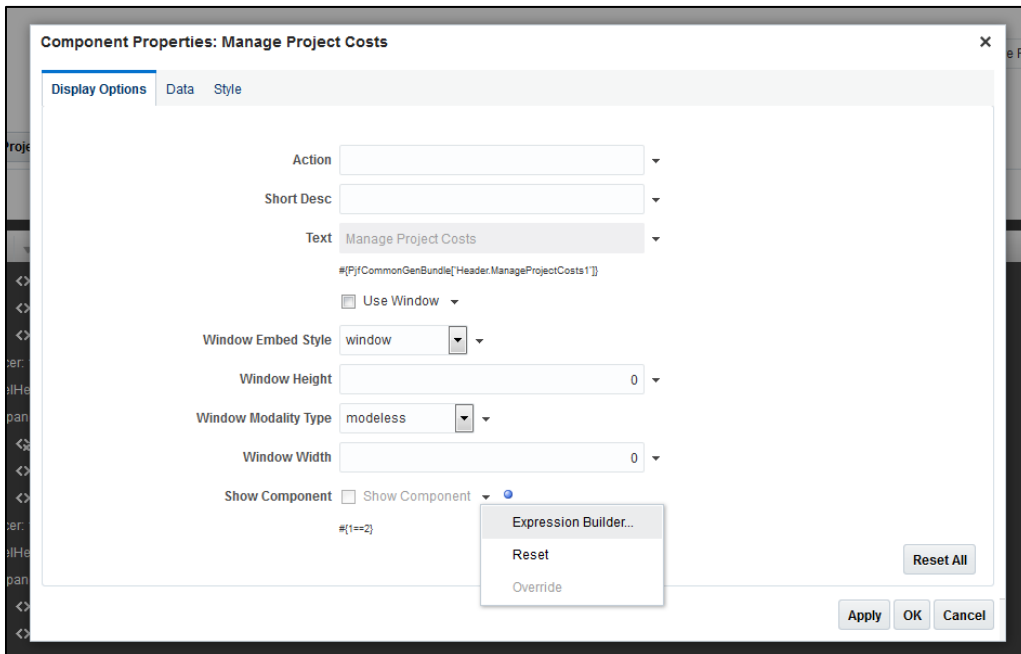 Component Properties: Manage Project Costs
Display Options Data Style
Action
Short Desc
Text Manage Project Costs
#{PjfCommonGenBundle['Header.ManageProjectCosts1']}
Use Window
Window Embed Style window
Window Height 0
Window Modality Type modeless
Window Width 0
Show Component Show Component
#{1==2}
Expression Builder...
Reset
Override
Reset All
Apply OK Cancel